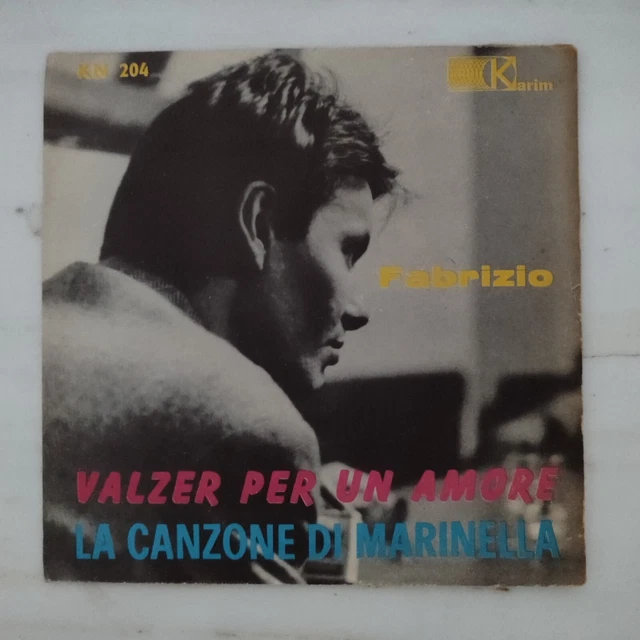 KN 204
Karim
Fabrizio
VALZER PER UN AMORE
LA CANZONE DI MARINELLA